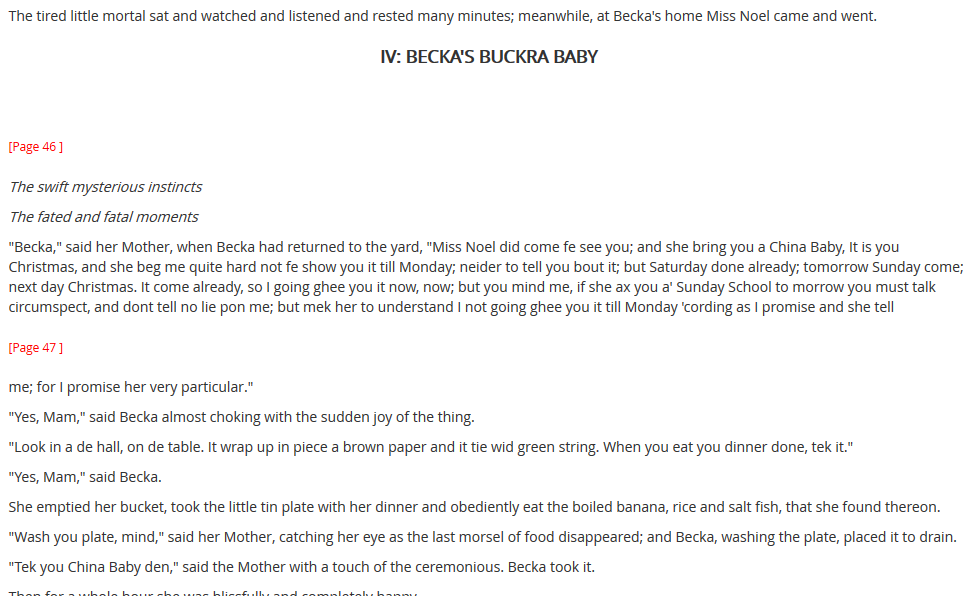 The tired little mortal sat and watched and listened and rested many minutes; meanwhile, at Becka's home Miss Noel came and went.
IV: BECKA'S BUCKRA BABY
[Page 46 ]
The swift mysterious instincts
The fated and fatal moments
"Becka," said her Mother, when Becka had returned to the yard, "Miss Noel did come fe see you; and she bring you a China Baby, It is you
Christmas, and she beg me quite hard not fe show you it till Monday; neider to tell you bout it; but Saturday done already; tomorrow Sunday come;
next day Christmas. It come already, so I going ghee you it now, now; but you mind me, if she ax you a' Sunday School to morrow you must talk
circumspect, and dont tell no lie pon me; but mek her to understand I not going ghee you it till Monday 'cording as I promise and she tell
[Page 47 ]
me; for I promise her very particular."
"Yes, Mam," said Becka almost choking with the sudden joy of the thing.
"Look in a de hall, on de table. It wrap up in piece a brown paper and it tie wid green string. When you eat you dinner done, tek it."
"Yes, Mam," said Becka.
She emptied her bucket, took the little tin plate with her dinner and obediently eat the boiled banana, rice and salt fish, that she found thereon.
"Wash you plate, mind," said her Mother, catching her eye as the last morsel of food disappeared; and Becka, washing the plate, placed it to drain.
"Tek you China Baby den," said the Mother with a touch of the ceremonious. Becka took it.
Then for a whole hour she was blissfully and completely happy